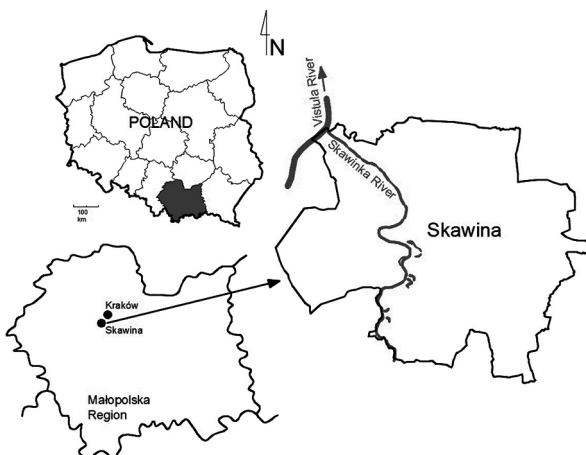 N
POLAND
100
km
Vistula River
Skawinka River
Skawina
Kraków
Skawina
Małopolska
Region